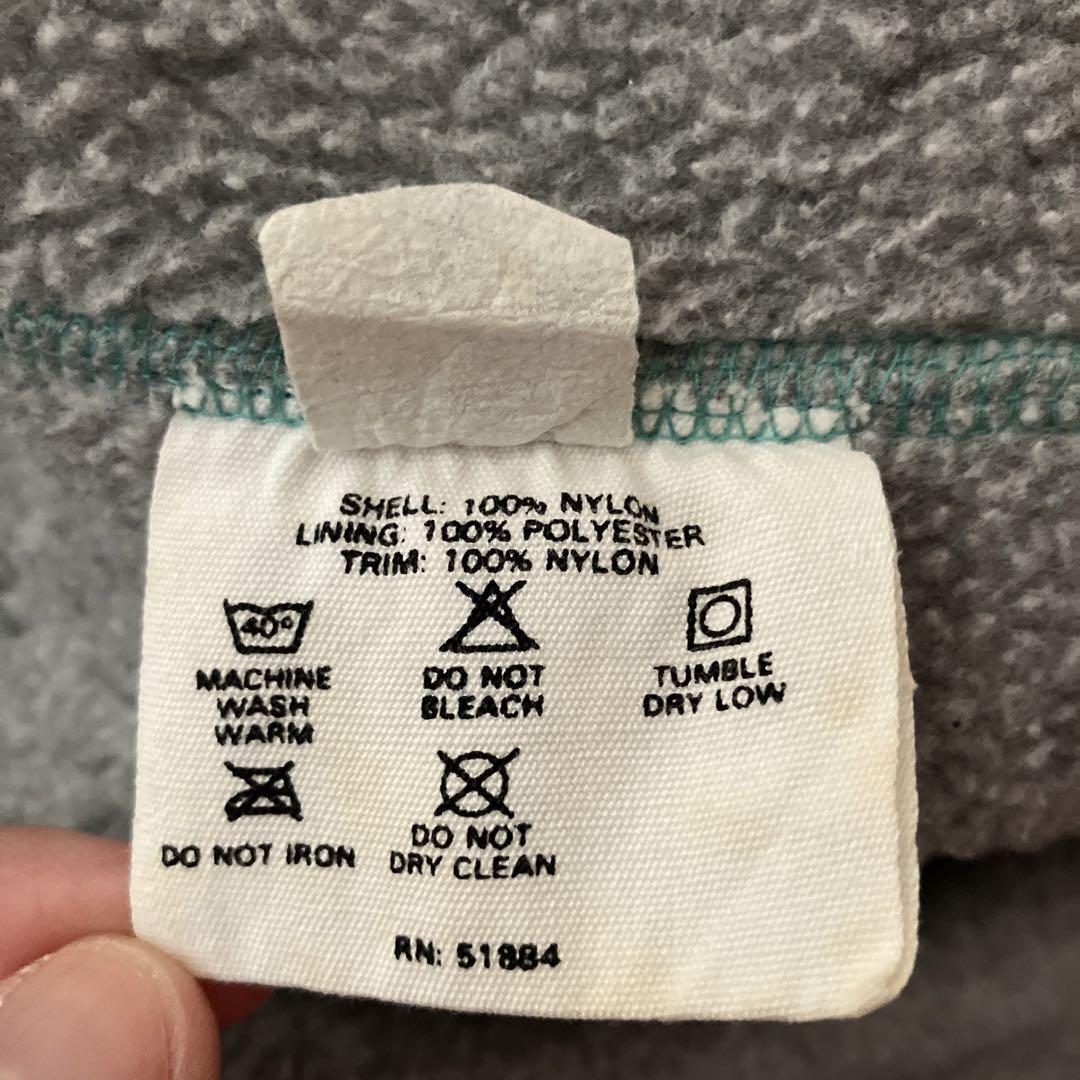 SHELL: 100% NYLON
LINING: 100% POLYESTER
TRIM: 100% NYLON
40°
MACHINE
WASH
WARM
DO NOT
BLEACH
TUMBLE
DRY LOW
DO NOT IRON
DO NOT
DRY CLEAN
RN: 51884